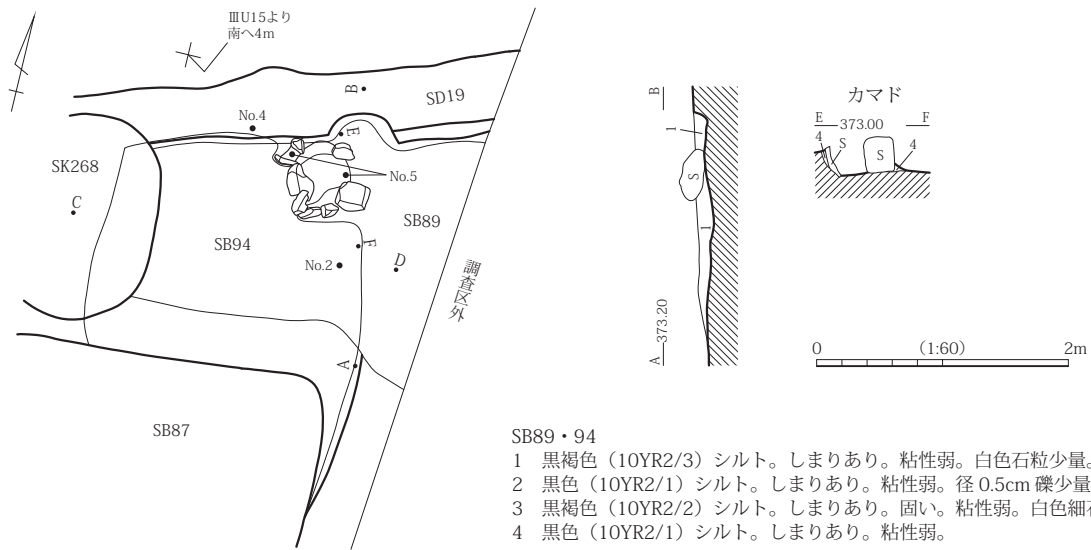 ⅢU15より
南へ4m
B
SD19
No.4
E
SK268
No.5
C
SB89
SB94
F
D
No.2
調査区外
A
SB87
B
1
S
1
A 373.20
カマド
E 373.00 F
4 S S 4
0 (1:60) 2m
SB89・94
1 黒褐色（10YR2/3）シルト。しまりあり。粘性弱。白色石粒少量。
2 黒色（10YR2/1）シルト。しまりあり。粘性弱。径 0.5cm 礫少量
3 黒褐色（10YR2/2）シルト。しまりあり。固い。粘性弱。白色細
4 黒色（10YR2/1）シルト。しまりあり。粘性弱。